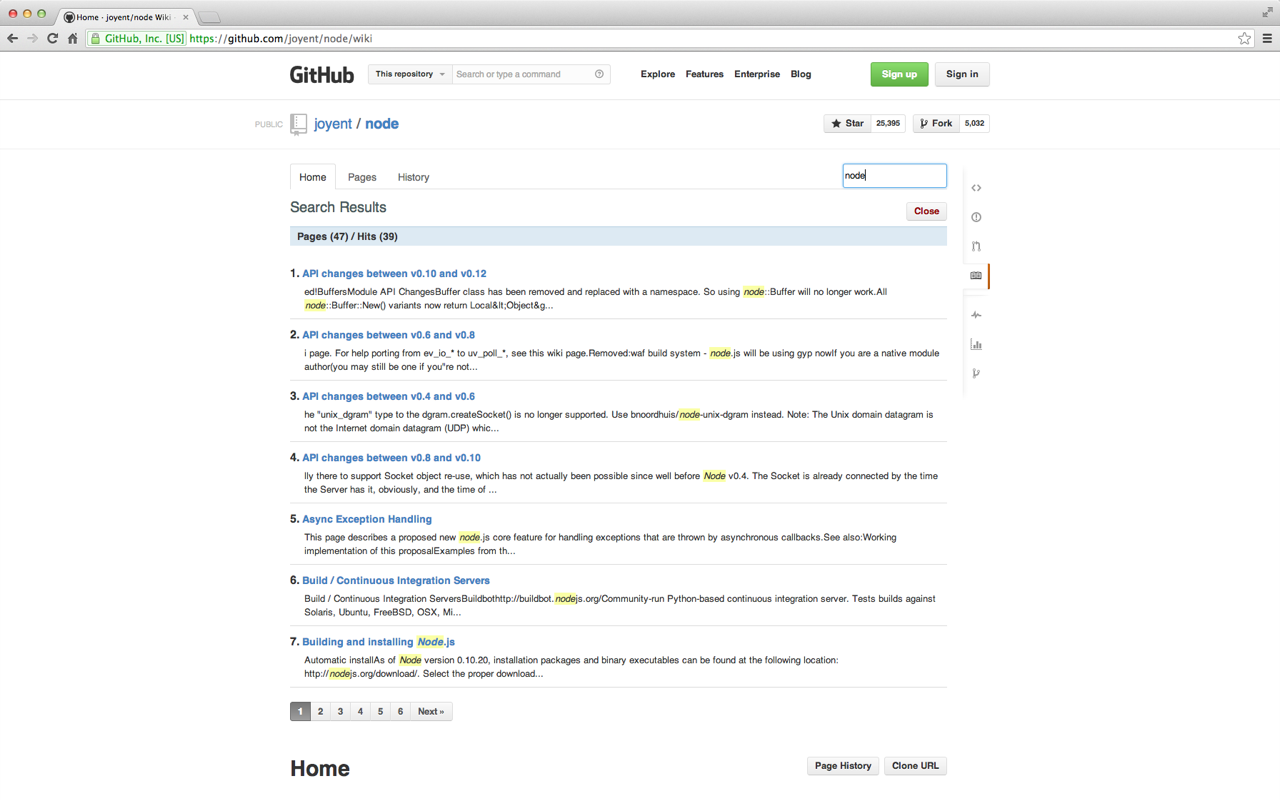 Home · joyent/node Wiki ·
GitHub, Inc. [US] https://github.com/joyent/node/wiki
GitHub This repository Search or type a command Explore Features Enterprise Blog Sign up Sign in
PUBLIC joyent / node Star 25,395 Fork 5,032
Home Pages History node
Search Results Close
Pages (47) / Hits (39)
1. API changes between v0.10 and v0.12
ed!BuffersModule API ChangesBuffer class has been removed and replaced with a namespace. So using node::Buffer will no longer work.All
node::Buffer::New() variants now return Local&lt;Object&g...
2. API changes between v0.6 and v0.8
i page. For help porting from ev_io_* to uv_poll_*, see this wiki page.Removed:waf build system - node.js will be using gyp nowIf you are a native module
author(you may still be one if you"re not...
3. API changes between v0.4 and v0.6
he "unix_dgram" type to the dgram.createSocket() is no longer supported. Use bnoordhuis/node-unix-dgram instead. Note: The Unix domain datagram is
not the Internet domain datagram (UDP) whic...
4. API changes between v0.8 and v0.10
lly there to support Socket object re-use, which has not actually been possible since well before Node v0.4. The Socket is already connected by the time
the Server has it, obviously, and the time of ...
5. Async Exception Handling
This page describes a proposed new node.js core feature for handling exceptions that are thrown by asynchronous callbacks.See also:Working
implementation of this proposalExamples from th...
6. Build / Continuous Integration Servers
Build / Continuous Integration ServersBuildbothttp://buildbot.nodejs.org/Community-run Python-based continuous integration server. Tests builds against
Solaris, Ubuntu, FreeBSD, OSX, Mi...
7. Building and installing Node.js
Automatic installAs of Node version 0.10.20, installation packages and binary executables can be found at the following location:
http://nodejs.org/download/. Select the proper download...
1 2 3 4 5 6 Next »
Home Page History Clone URL